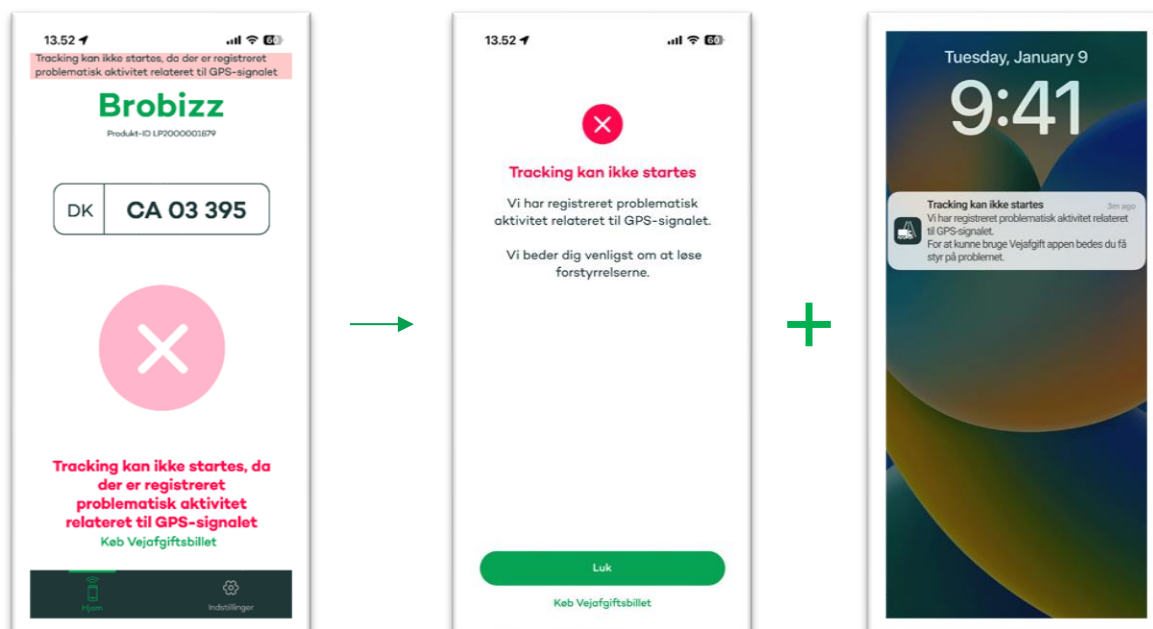 13.52
60
Tracking kan ikke startes, da der er registreret
problematisk aktivitet relateret til GPS-signalet
Brobizz
Produkt-ID LP2000001879
DK CA 03 395
Tracking kan ikke startes, da
der er registreret
problematisk aktivitet
relateret til GPS-signalet
Køb Vejafgiftsbillet
Hjem
Indstillinger
13.52
60
Tracking kan ikke startes
Vi har registreret problematisk
aktivitet relateret til GPS-signalet.
Vi beder dig venligst om at løse
forstyrrelserne.
Luk
Køb Vejafgiftsbillet
Tuesday, January 9
9:41
Tracking kan ikke startes
3m ago
Vi har registreret problematisk aktivitet relateret
til GPS-signalet.
For at kunne bruge Vejafgift appen bedes du få
styr på problemet.